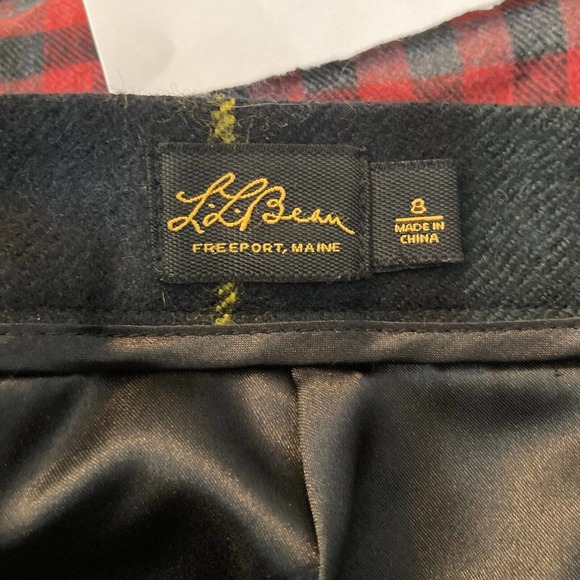 L.L.Bean
FREEPORT, MAINE
8
MADE IN
CHINA